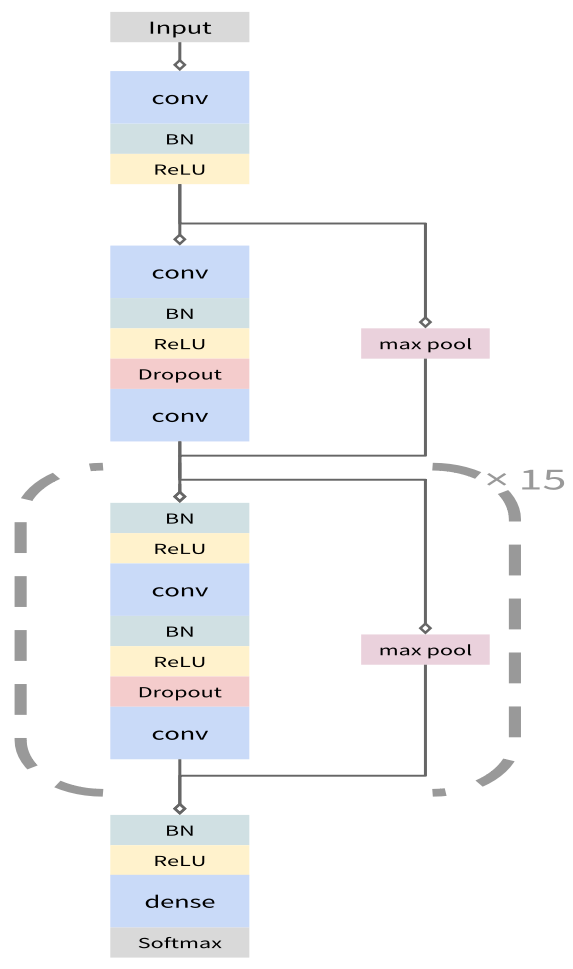 Input
conv
BN
ReLU
conv
BN
ReLU
max pool
Dropout
conv
× 15
BN
ReLU
conv
BN
max pool
ReLU
Dropout
conv
BN
ReLU
dense
Softmax